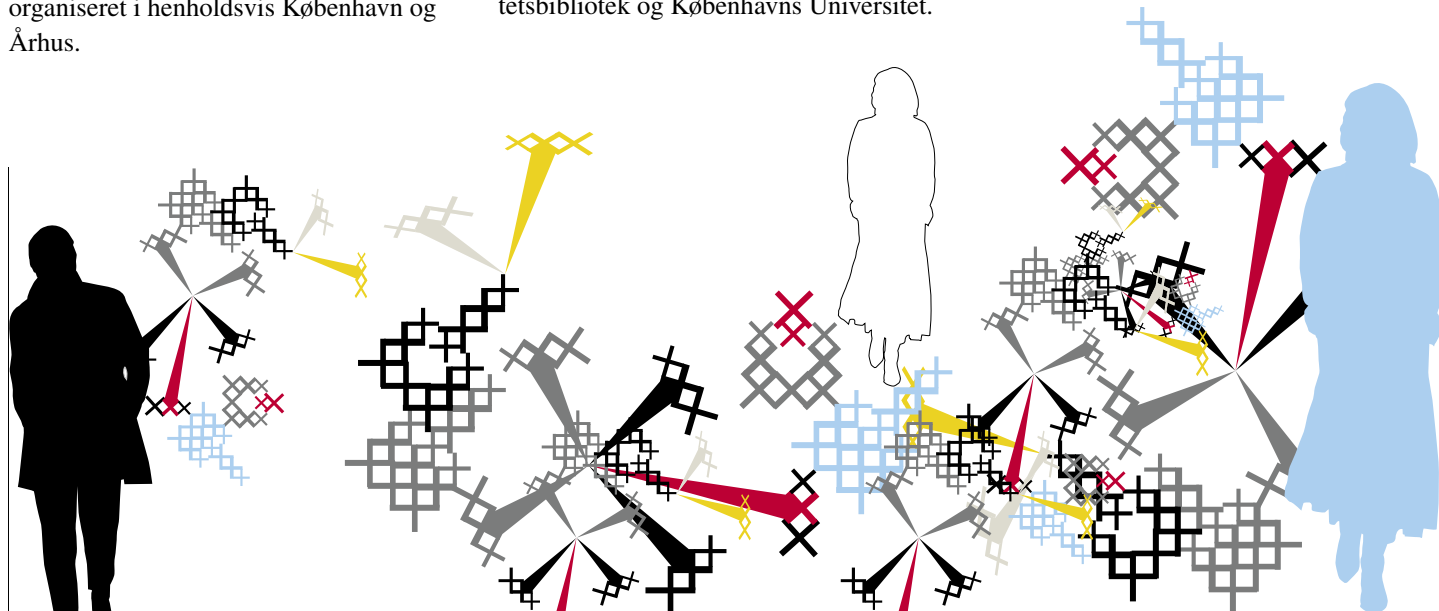 organiseret i henholdsvis København og
Århus.
tetsbibliotek og Københavns Universitet.